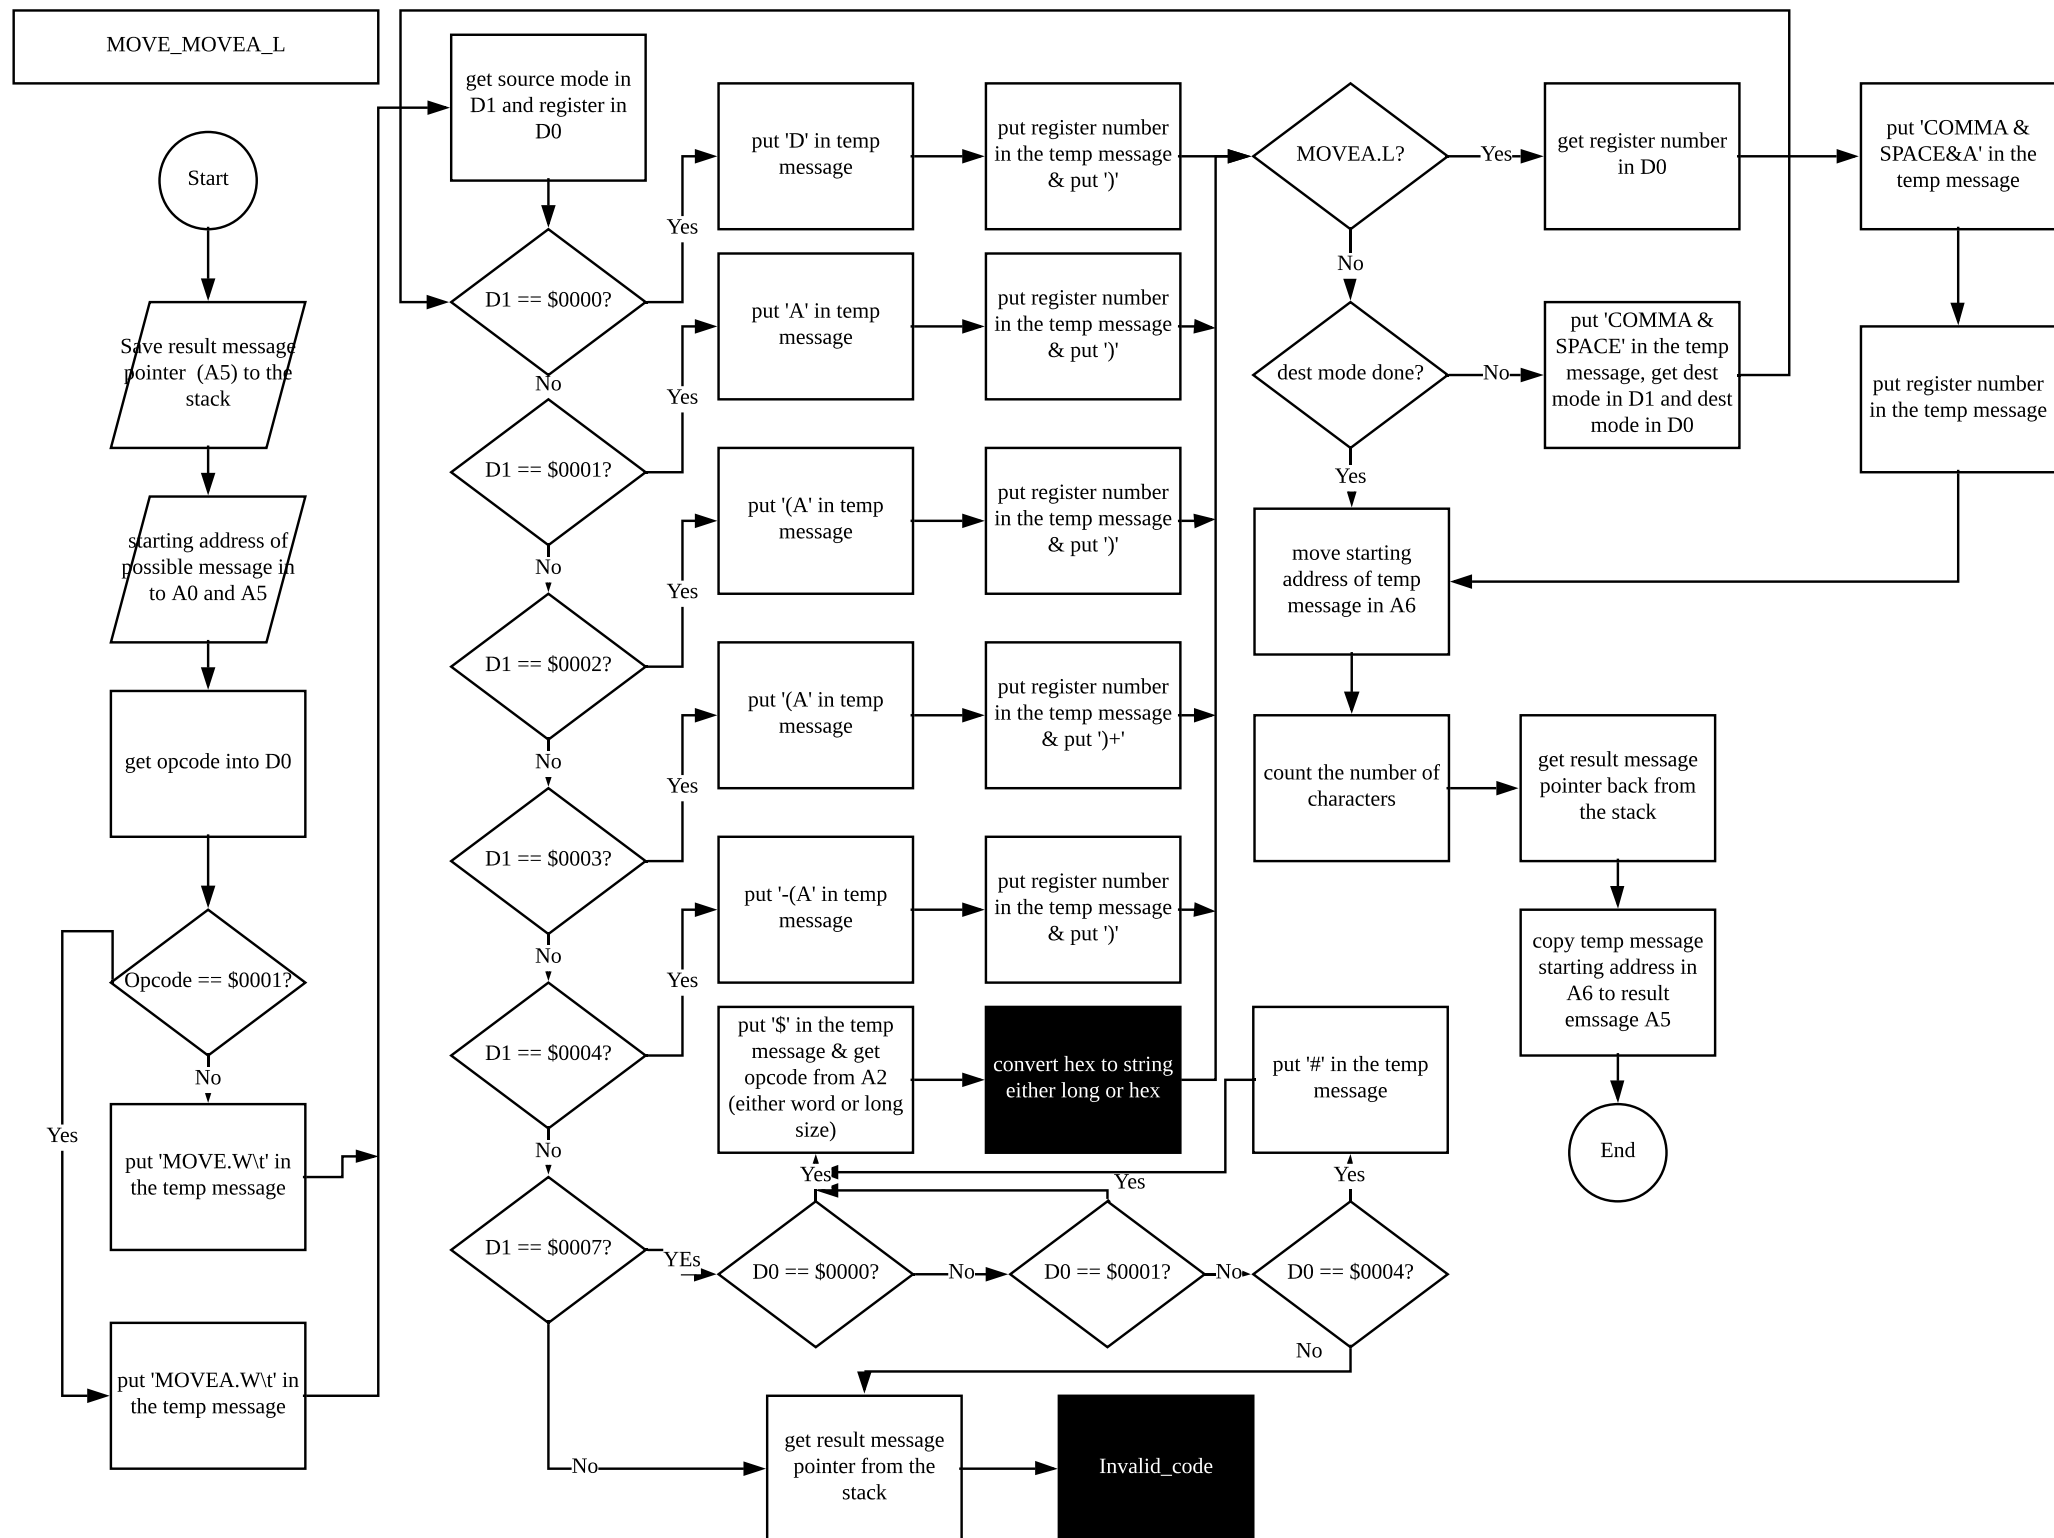 MOVE_MOVEA_L
Start
Save result message
pointer (A5) to the
stack
starting address of
possible message in
to A0 and A5
get opcode into D0
Opcode == $0001?
No
Yes
put 'MOVE.W\t' in
the temp message
put 'MOVEA.W\t' in
the temp message
get source mode in
D1 and register in
D0
D1 == $0000?
Yes
No
put 'D' in temp
message
put register number
in the temp message
& put ')'
D1 == $0001?
Yes
No
put 'A' in temp
message
put register number
in the temp message
& put ')'
D1 == $0002?
Yes
No
put '(A' in temp
message
put register number
in the temp message
& put ')'
D1 == $0003?
Yes
No
put '(A' in temp
message
put register number
in the temp message
& put ')+'
D1 == $0004?
Yes
No
put '-(A' in temp
message
put register number
in the temp message
& put ')'
D1 == $0007?
YEs
No
D0 == $0000?
Yes
No
put '$' in the temp
message & get
opcode from A2
(either word or long
size)
convert hex to string
either long or hex
D0 == $0001?
Yes
No
D0 == $0004?
Yes
No
put '#' in the temp
message
get result message
pointer from the
stack
Invalid_code
MOVEA.L?
Yes
No
get register number
in D0
put 'COMMA &
SPACE&A' in the
temp message
put register number
in the temp message
dest mode done?
No
Yes
put 'COMMA &
SPACE' in the temp
message, get dest
mode in D1 and dest
mode in D0
move starting
address of temp
message in A6
count the number of
characters
get result message
pointer back from
the stack
copy temp message
starting address in
A6 to result
emssage A5
End